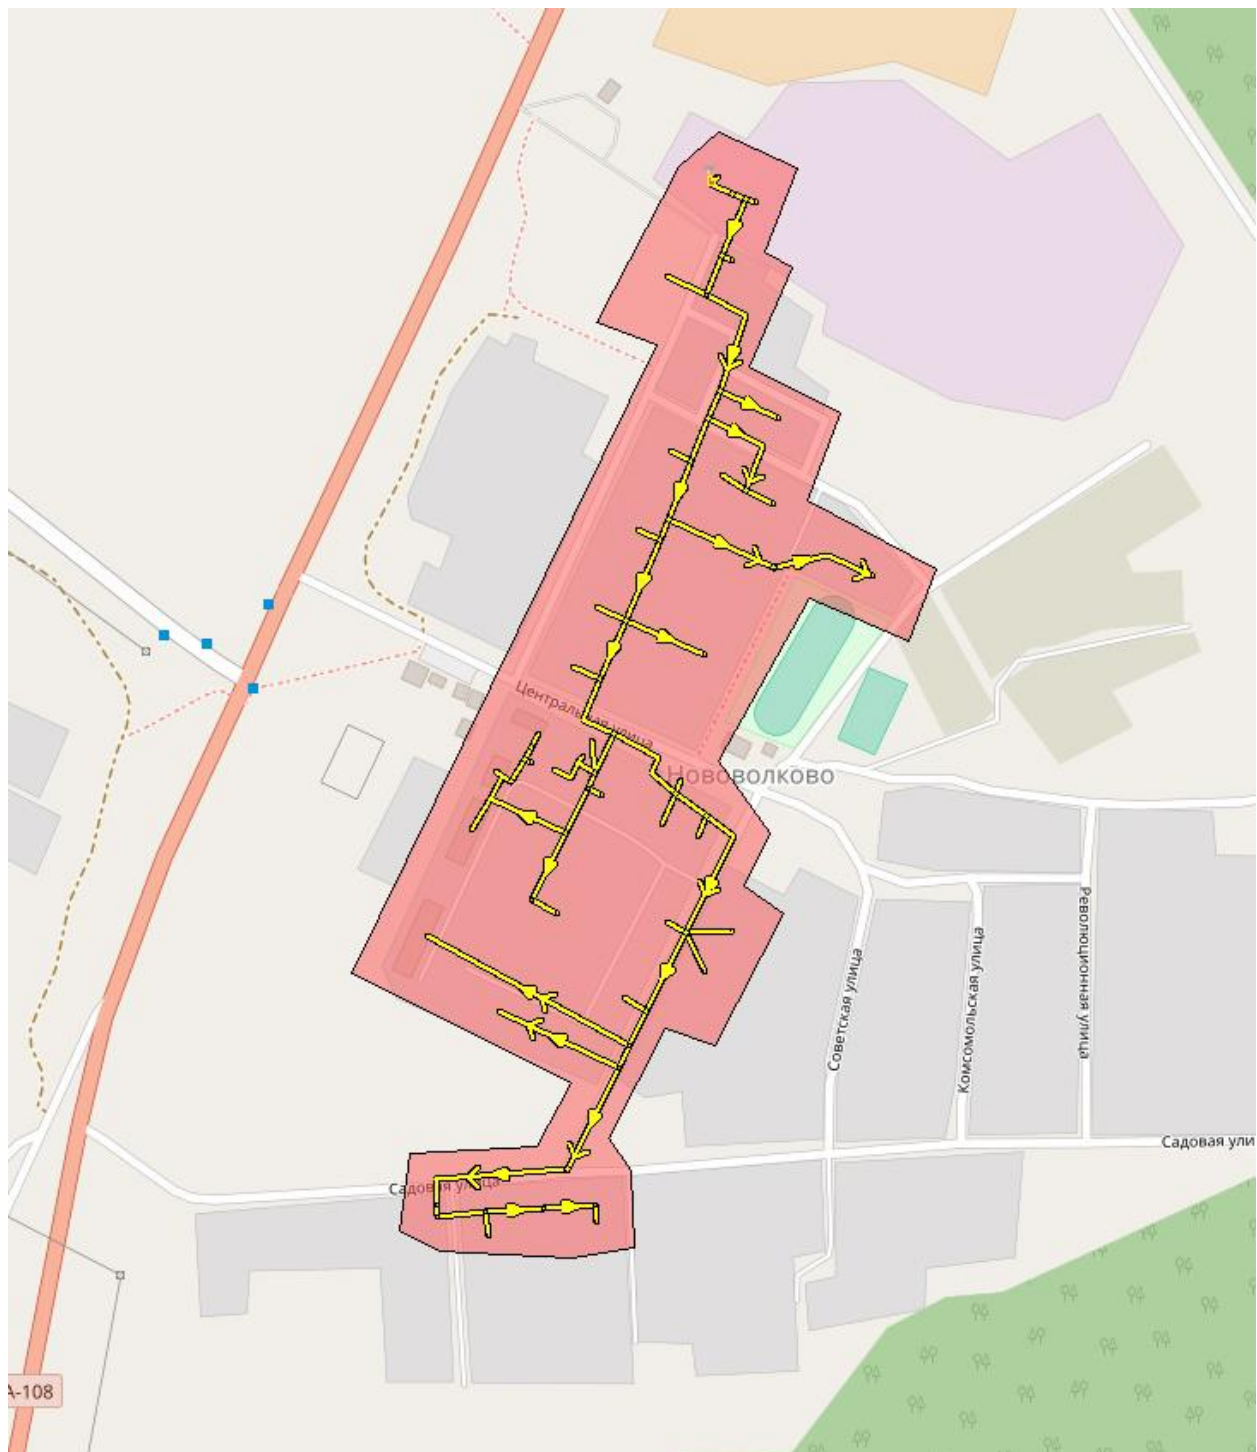 Центральная улица
Нововолково
Революционная улица
Советская улица
Комсомольская улица
Садовая ули
Садовая улица
А-108